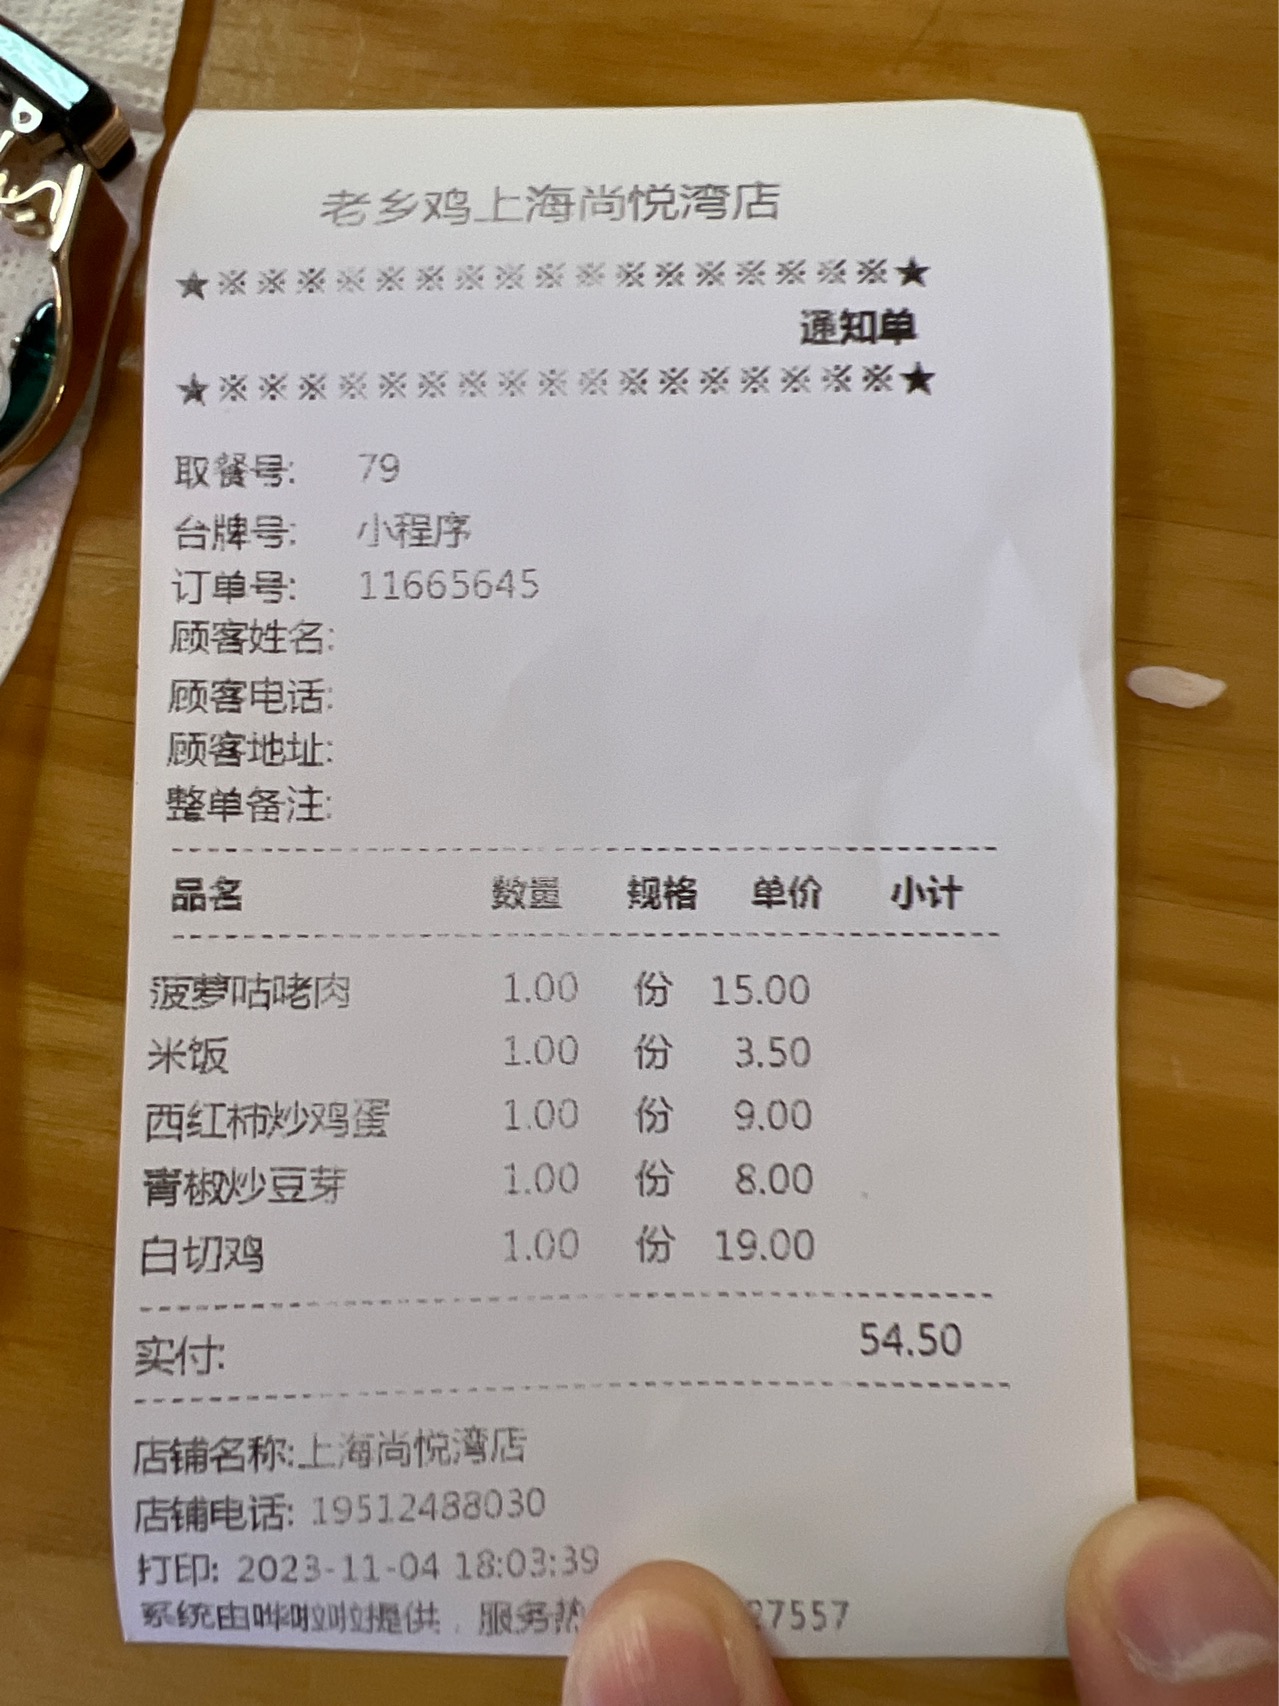 老乡鸡上海尚悦湾店
★※※※※※※※※※※※※※※※※※★
通知单
★※※※※※※※※※※※※※※※※※★
取餐号: 79
台牌号: 小程序
订单号: 11665645
顾客姓名:
顾客电话:
顾客地址:
整单备注:
品名 数量 规格 单价 小计
菠萝咕咾肉 1.00 份 15.00
米饭 1.00 份 3.50
西红柿炒鸡蛋 1.00 份 9.00
青椒炒豆芽 1.00 份 8.00
白切鸡 1.00 份 19.00
实付: 54.50
店铺名称:上海尚悦湾店
店铺电话: 19512488030
打印: 2023-11-04 18:03:39
系统由哗啦啦提供, 服务热 27557